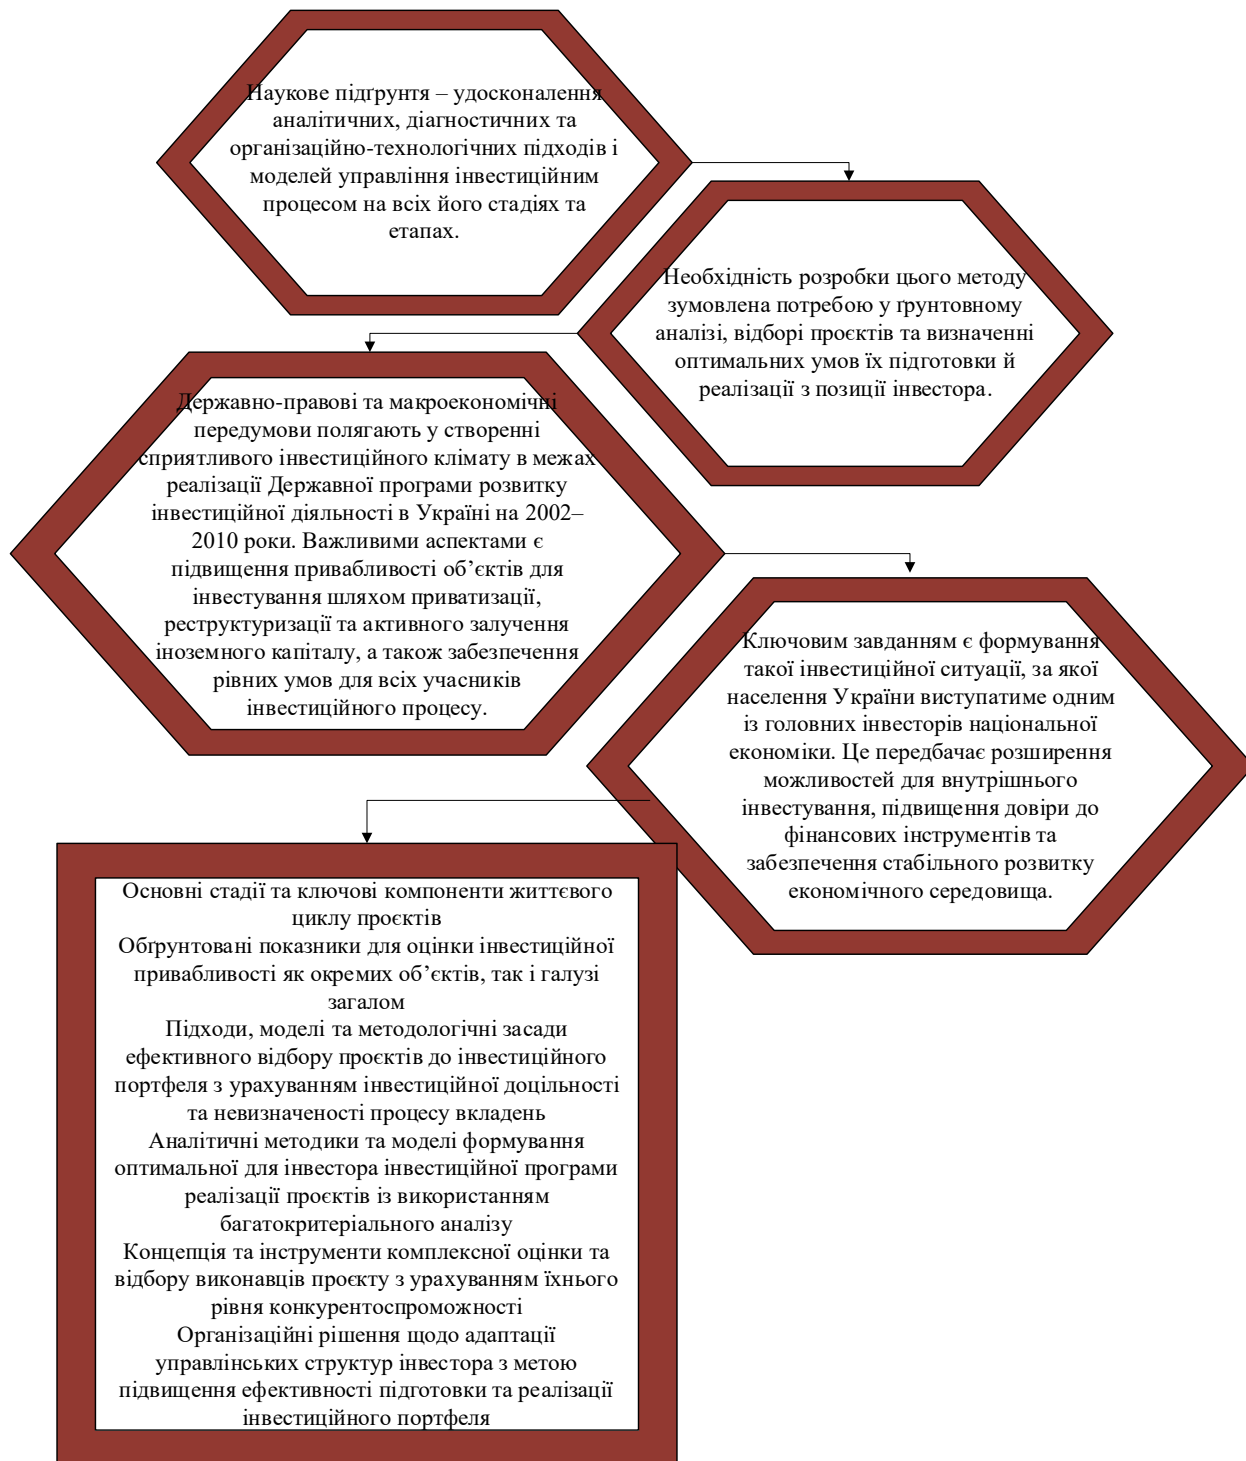 Наукове підґрунтя – удосконалення
аналітичних, діагностичних та
організаційно-технологічних підходів і
моделей управління інвестиційним
процесом на всіх його стадіях та
етапах.
Необхідність розробки цього методу
зумовлена потребою у ґрунтовному
аналізі, відборі проєктів та визначенні
оптимальних умов їх підготовки й
реалізації з позиції інвестора.
Державно-правові та макроекономічні
передумови полягають у створенні
сприятливого інвестиційного клімату в межах
реалізації Державної програми розвитку
інвестиційної діяльності в Україні на 2002–
2010 роки. Важливими аспектами є
підвищення привабливості об’єктів для
інвестування шляхом приватизації,
реструктуризації та активного залучення
іноземного капіталу, а також забезпечення
рівних умов для всіх учасників
інвестиційного процесу.
Ключовим завданням є формування
такої інвестиційної ситуації, за якої
населення України виступатиме одним
із головних інвесторів національної
економіки. Це передбачає розширення
можливостей для внутрішнього
інвестування, підвищення довіри до
фінансових інструментів та
забезпечення стабільного розвитку
економічного середовища.
Основні стадії та ключові компоненти життєвого
циклу проєктів
Обґрунтовані показники для оцінки інвестиційної
привабливості як окремих об’єктів, так і галузі
загалом
Підходи, моделі та методологічні засади
ефективного відбору проєктів до інвестиційного
портфеля з урахуванням інвестиційної доцільності
та невизначеності процесу вкладень
Аналітичні методики та моделі формування
оптимальної для інвестора інвестиційної програми
реалізації проєктів із використанням
багатокритеріального аналізу
Концепція та інструменти комплексної оцінки та
відбору виконавців проєкту з урахуванням їхнього
рівня конкурентоспроможності
Організаційні рішення щодо адаптації
управлінських структур інвестора з метою
підвищення ефективності підготовки та реалізації
інвестиційного портфеля